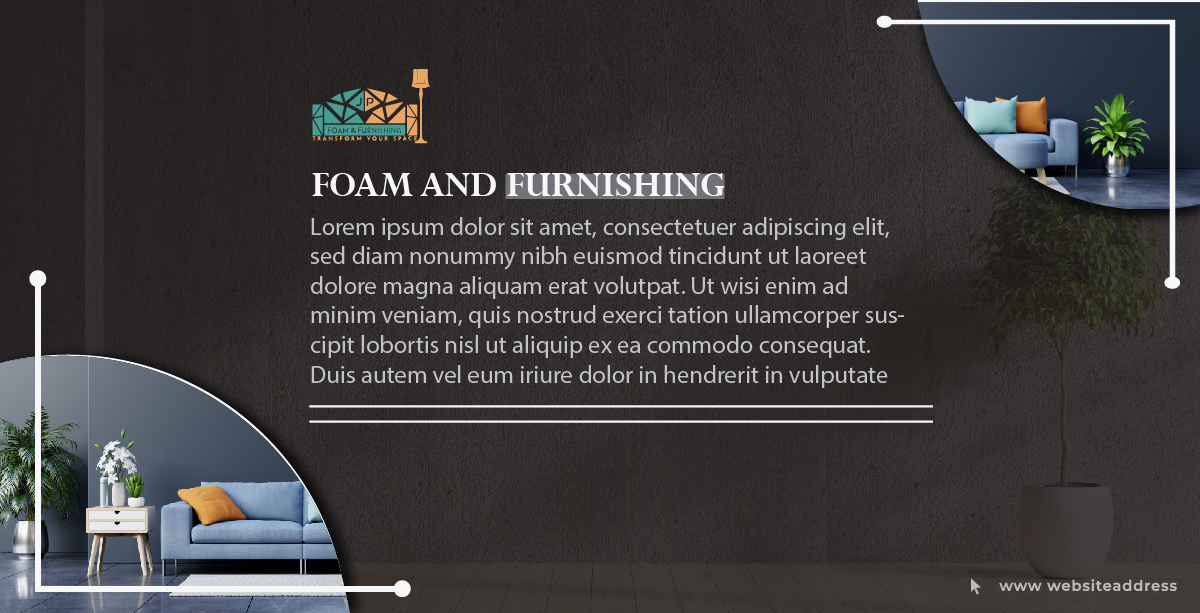 JP
FOAM & FURNISHING
TRANSFORM YOUR SPACE
FOAM AND FURNISHING
Lorem ipsum dolor sit amet, consectetuer adipiscing elit,
sed diam nonummy nibh euismod tincidunt ut laoreet
dolore magna aliquam erat volutpat. Ut wisi enim ad
minim veniam, quis nostrud exerci tation ullamcorper sus-
cipit lobortis nisl ut aliquip ex ea commodo consequat.
Duis autem vel eum iriure dolor in hendrerit in vulputate
www websiteaddress